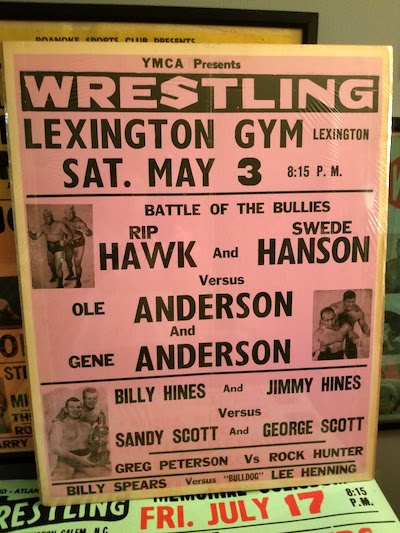 ROANOKE SPORTS CLUB PRESENTS
YMCA Presents
WRESTLING
LEXINGTON GYM LEXINGTON
SAT. MAY 3 8:15 P. M.
BATTLE OF THE BULLIES
RIP HAWK And SWEDE HANSON
Versus
OLE ANDERSON
And
GENE ANDERSON
BILLY HINES And JIMMY HINES
Versus
SANDY SCOTT And GEORGE SCOTT
GREG PETERSON Vs ROCK HUNTER
BILLY SPEARS Versus "BULLDOG" LEE HENNING
MEMORIAL
RESTLING FRI. JULY 17 8:15 P. M.
N. C.